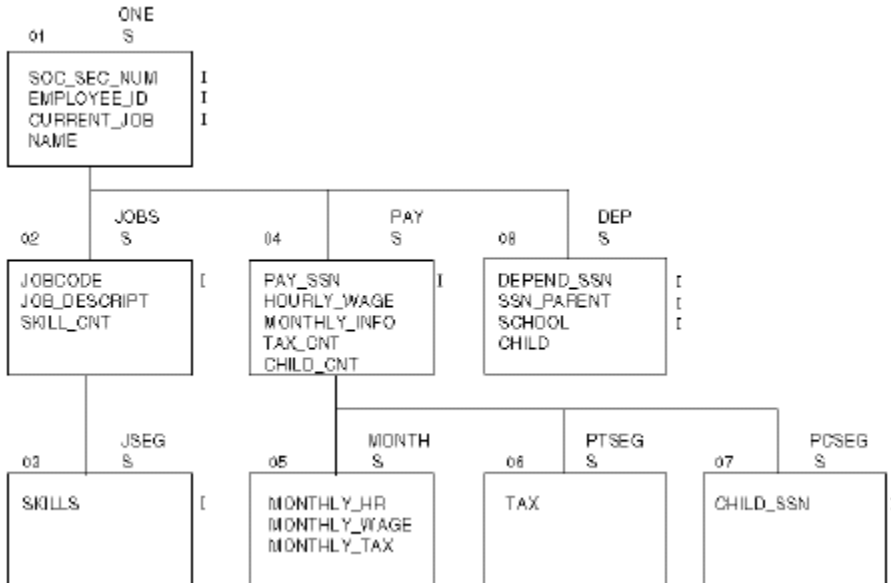 ONE
01 S
SOC_SEC_NUM I
EMPLOYEE_ID I
CURRENT_JOB I
NAME
JOBS PAY DEP
02 S 04 S 08 S
JOBCODE I PAY_SSN I DEPEND_SSN I
JOB_DESCRIPT HOURLY_WAGE SSN_PARENT I
SKILL_CNT MONTHLY_INFO SCHOOL I
TAX_CNT CHILD
CHILD_CNT
JSEG MONTH PTSEG PCSEG
03 S 05 S 06 S 07 S
SKILLS I MONTHLY_HR TAX CHILD_SSN
MONTHLY_WAGE
MONTHLY_TAX